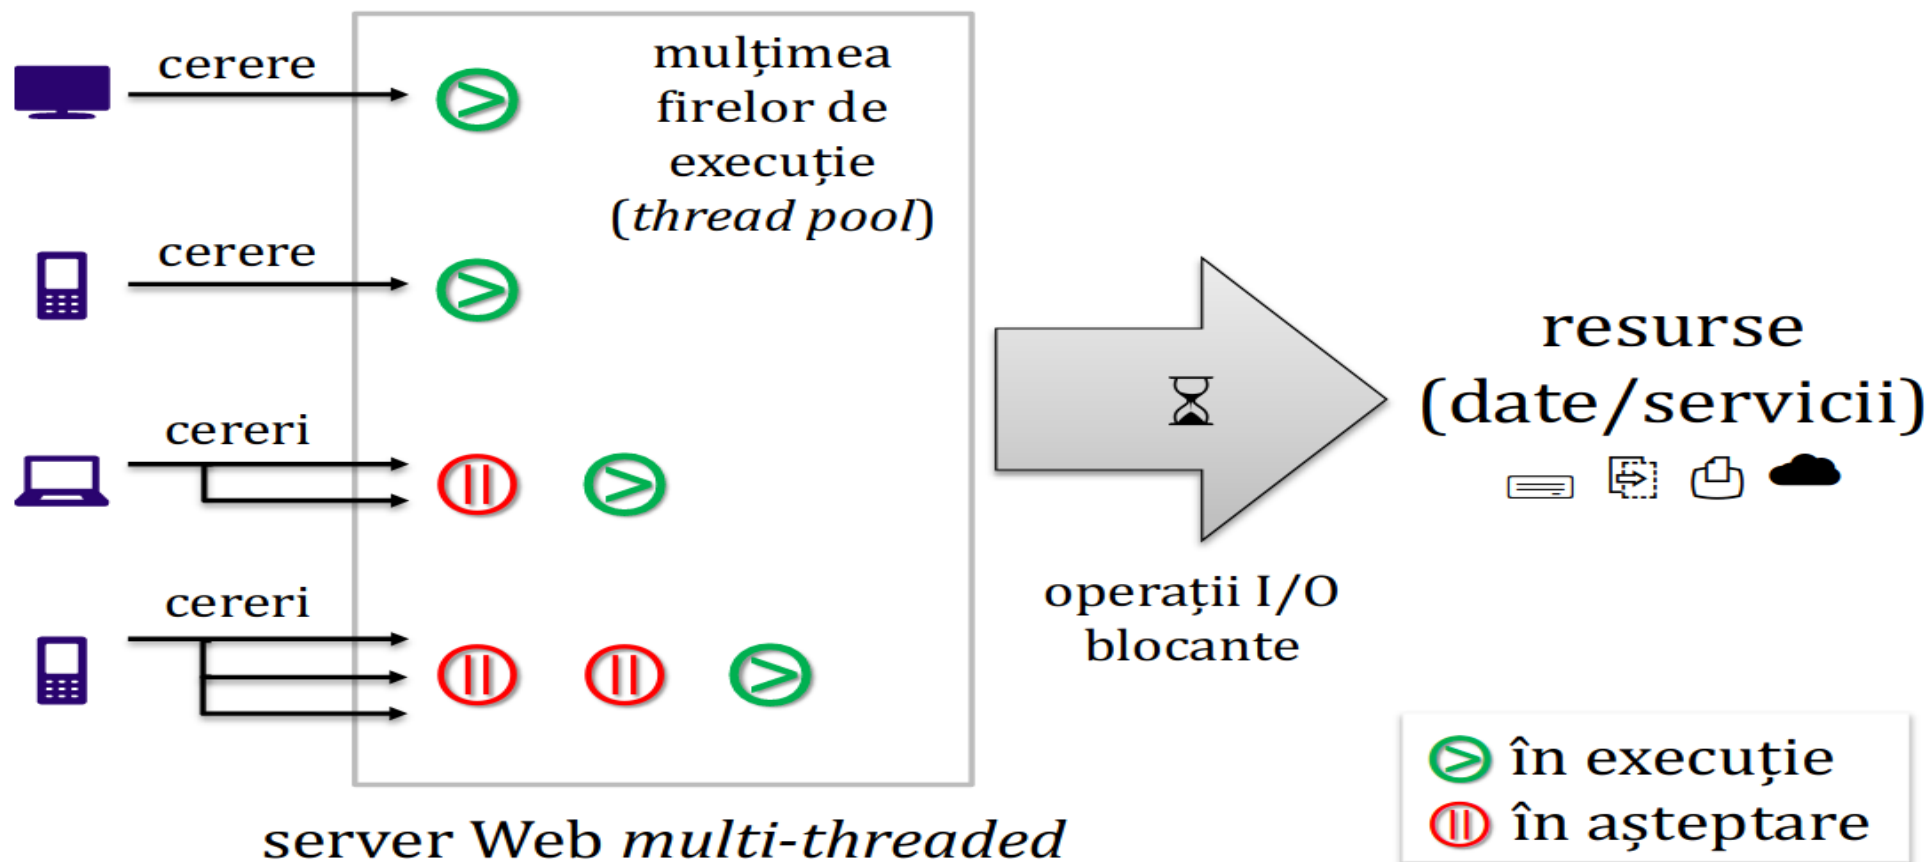 cerere
mulțimea
firelor de
execuție
(thread pool)
cerere
resurse
(date/servicii)
cereri
cereri
operații I/O
blocante
în execuție
în așteptare
server Web multi-threaded